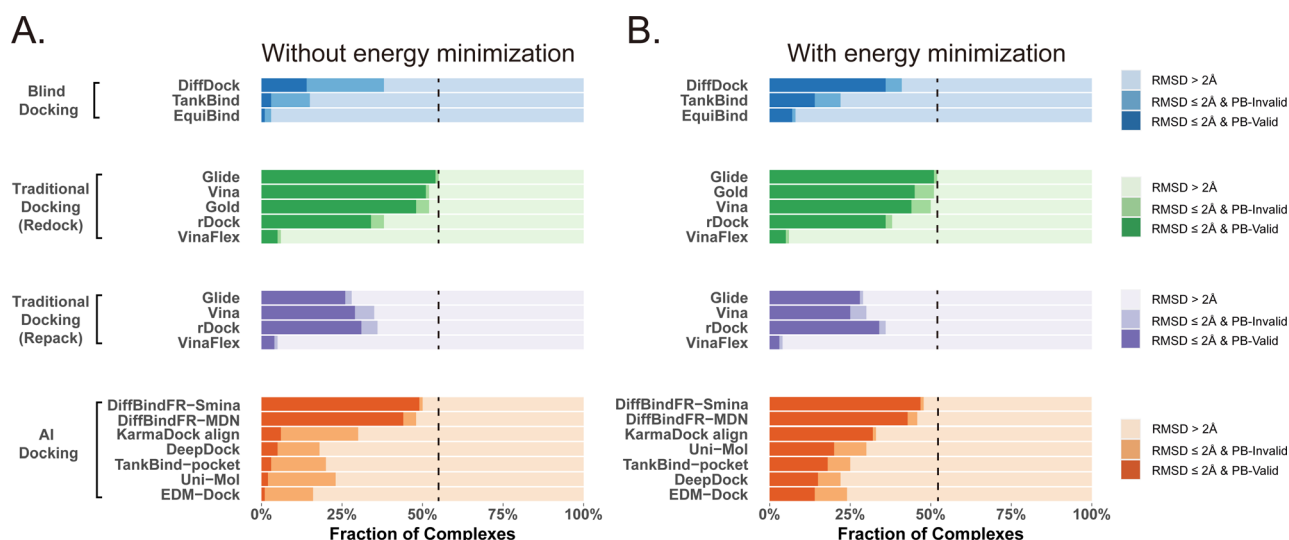 A.
Without energy minimization
Blind
Docking
DiffDock
TankBind
EquiBind
Traditional
Docking
(Redock)
Glide
Vina
Gold
rDock
VinaFlex
Traditional
Docking
(Repack)
Glide
Vina
rDock
VinaFlex
AI
Docking
DiffBindFR−Smina
DiffBindFR−MDN
KarmaDock align
DeepDock
TankBind−pocket
Uni−Mol
EDM−Dock
0% 25% 50% 75% 100%
Fraction of Complexes
B.
With energy minimization
DiffDock
TankBind
EquiBind
RMSD > 2Å
RMSD ≤ 2Å & PB-Invalid
RMSD ≤ 2Å & PB-Valid
Glide
Gold
Vina
rDock
VinaFlex
RMSD > 2Å
RMSD ≤ 2Å & PB-Invalid
RMSD ≤ 2Å & PB-Valid
Glide
Vina
rDock
VinaFlex
RMSD > 2Å
RMSD ≤ 2Å & PB-Invalid
RMSD ≤ 2Å & PB-Valid
DiffBindFR−Smina
DiffBindFR−MDN
KarmaDock align
Uni−Mol
TankBind−pocket
DeepDock
EDM−Dock
RMSD > 2Å
RMSD ≤ 2Å & PB-Invalid
RMSD ≤ 2Å & PB-Valid
0% 25% 50% 75% 100%
Fraction of Complexes